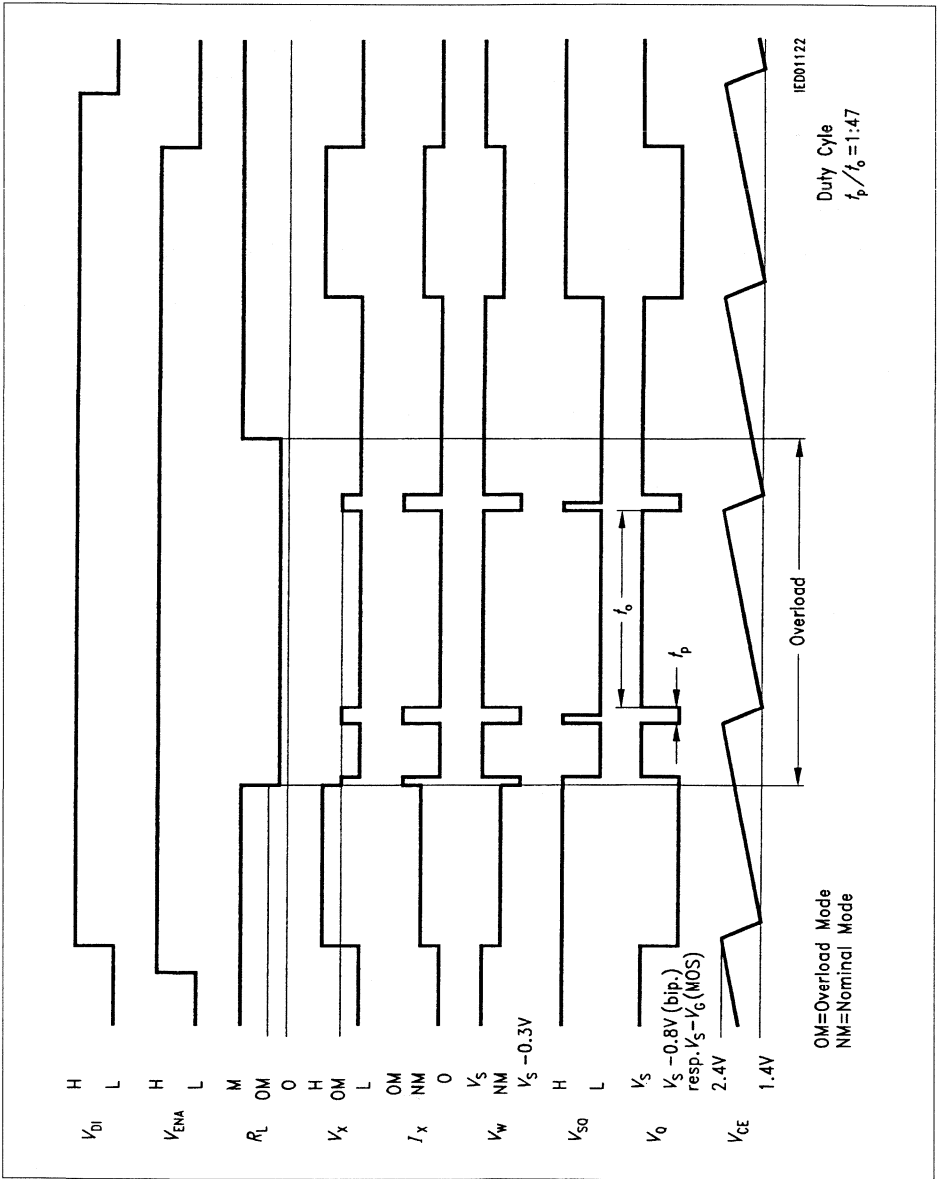 V_DI H
L
V_ENA H
L
R_L M
OM
O
V_X H
OM
L
I_X OM
NM
O
V_W V_S
NM
V_S -0.3V
V_SQ H
L
V_Q V_S
V_S -0.8V (bip.)
resp. V_S-V_G (MOS)
V_CE 2.4V
1.4V
t_o
t_p
Overload
OM=Overload Mode
NM=Nominal Mode
Duty Cyle
t_p/t_o =1:47
IED01122